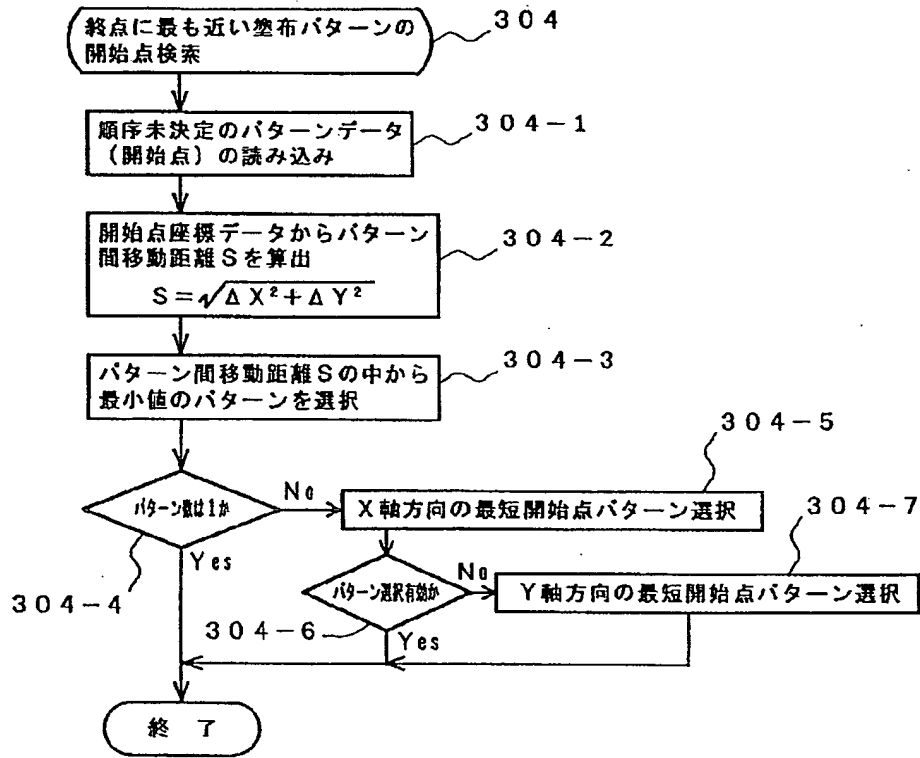 終点に最も近い塗布パターンの
開始点検索
304
順序未決定のパターンデータ
(開始点)の読み込み
304-1
開始点座標データからパターン
間移動距離Sを算出
S=√ΔX²+ΔY²
304-2
パターン間移動距離Sの中から
最小値のパターンを選択
304-3
パターン数は1か
No
Yes
304-4
X軸方向の最短開始点パターン選択
304-5
パターン選択有効か
No
Yes
304-6
Y軸方向の最短開始点パターン選択
304-7
終 了